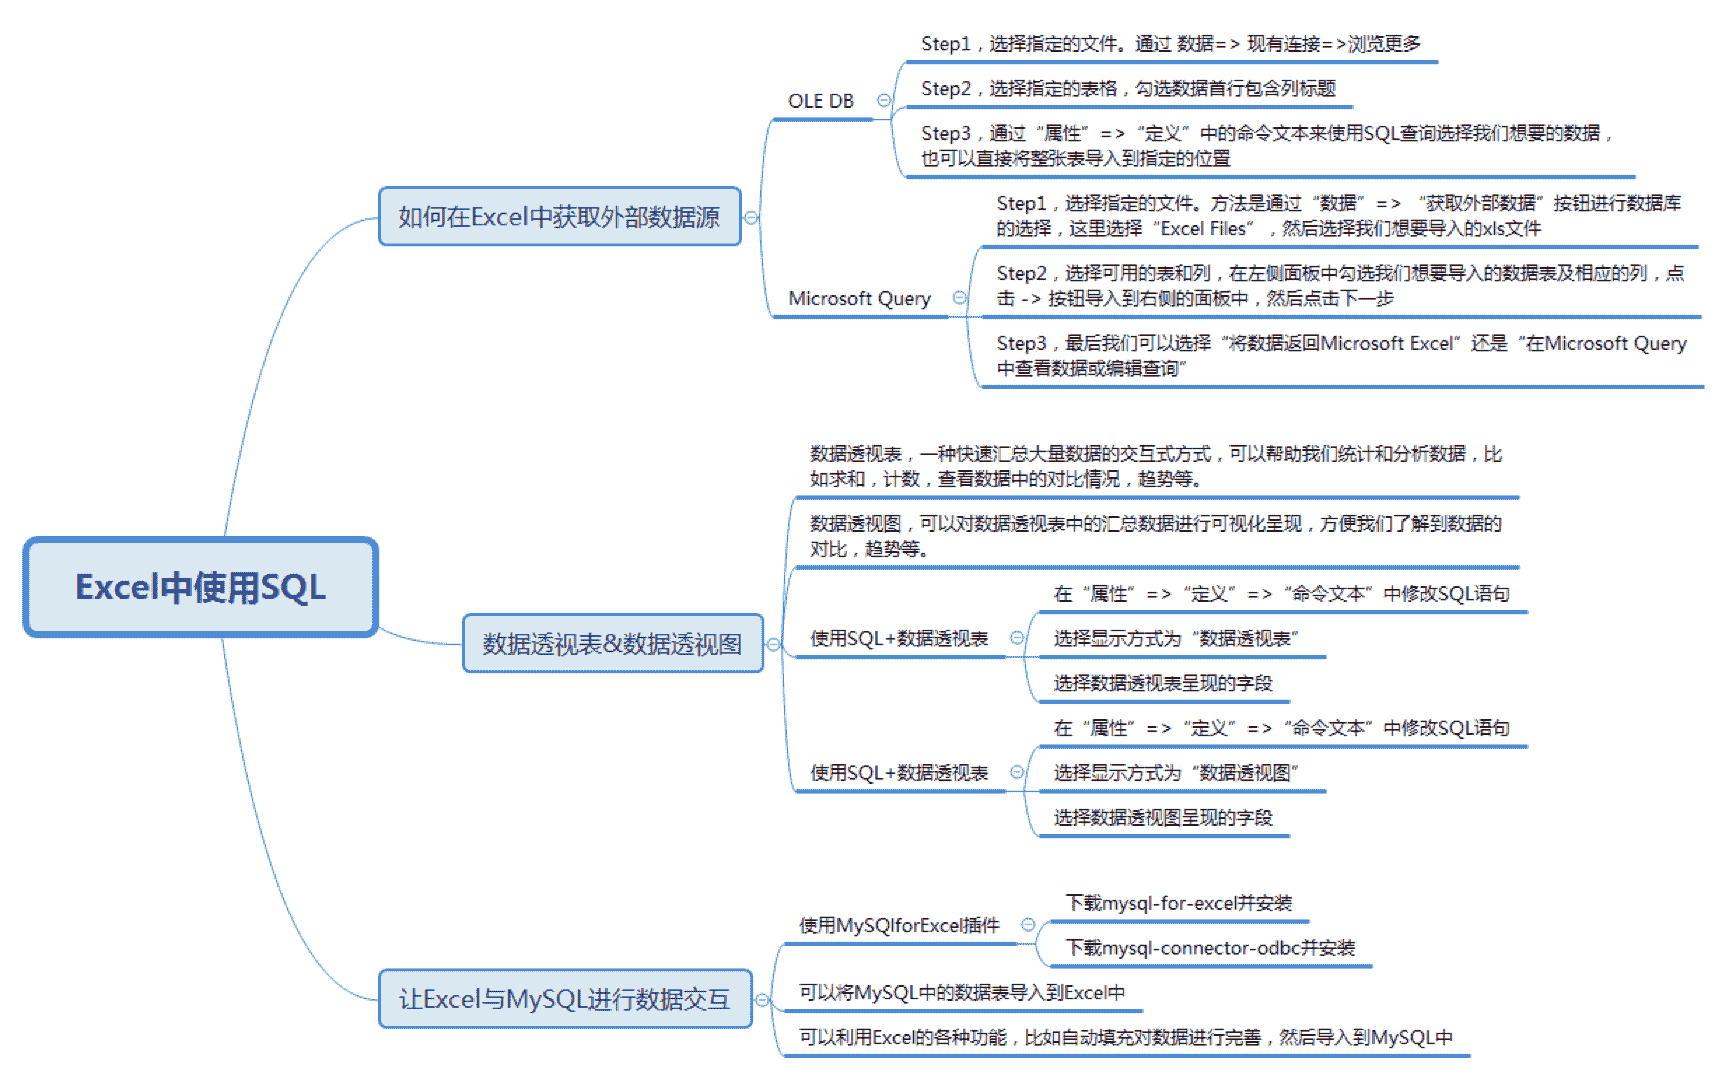 Excel中使用SQL
如何在Excel中获取外部数据源
OLE DB
Step1，选择指定的文件。通过 数据=> 现有连接=>浏览更多
Step2，选择指定的表格，勾选数据首行包含列标题
Step3，通过“属性”=>“定义”中的命令文本来使用SQL查询选择我们想要的数据，
也可以直接将整张表导入到指定的位置
Microsoft Query
Step1，选择指定的文件。方法是通过“数据”=> “获取外部数据”按钮进行数据库
的选择，这里选择“Excel Files”，然后选择我们想要导入的xls文件
Step2，选择可用的表和列，在左侧面板中勾选我们想要导入的数据表及相应的列，点
击 -> 按钮导入到右侧的面板中，然后点击下一步
Step3，最后我们可以选择“将数据返回Microsoft Excel”还是“在Microsoft Query
中查看数据或编辑查询”
数据透视表&数据透视图
数据透视表，一种快速汇总大量数据的交互式方式，可以帮助我们统计和分析数据，比
如求和，计数，查看数据中的对比情况，趋势等。
数据透视图，可以对数据透视表中的汇总数据进行可视化呈现，方便我们了解到数据的
对比，趋势等。
使用SQL+数据透视表
在“属性”=>“定义”=>“命令文本”中修改SQL语句
选择显示方式为“数据透视表”
选择数据透视表呈现的字段
使用SQL+数据透视表
在“属性”=>“定义”=>“命令文本”中修改SQL语句
选择显示方式为“数据透视图”
选择数据透视图呈现的字段
让Excel与MySQL进行数据交互
使用MySQlforExcel插件
下载mysql-for-excel并安装
下载mysql-connector-odbc并安装
可以将MySQL中的数据表导入到Excel中
可以利用Excel的各种功能，比如自动填充对数据进行完善，然后导入到MySQL中